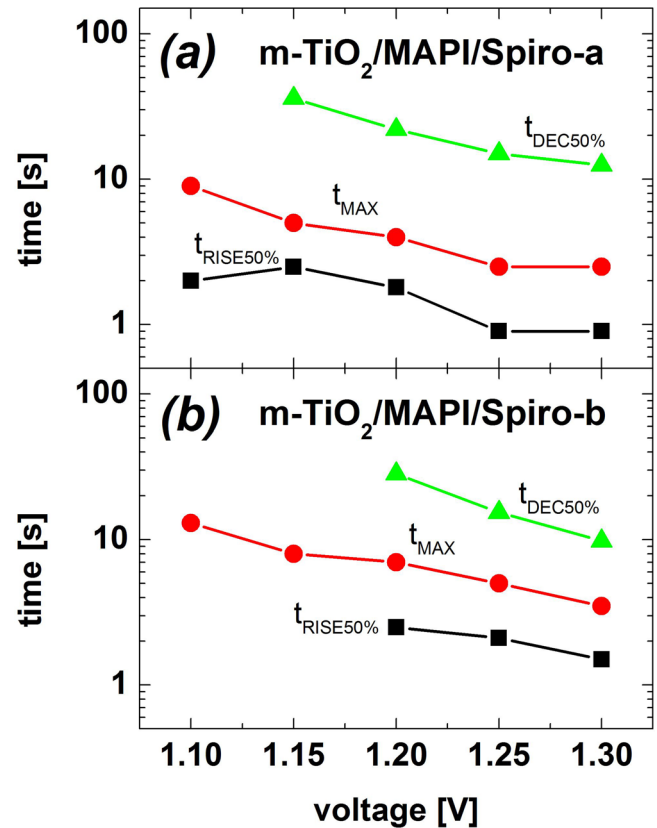 (a) m-TiO₂/MAPI/Spiro-a
100
10
1
time [s]
tDEC50%
tMAX
tRISE50%
(b) m-TiO₂/MAPI/Spiro-b
100
10
1
time [s]
tDEC50%
tMAX
tRISE50%
1.10 1.15 1.20 1.25 1.30
voltage [V]